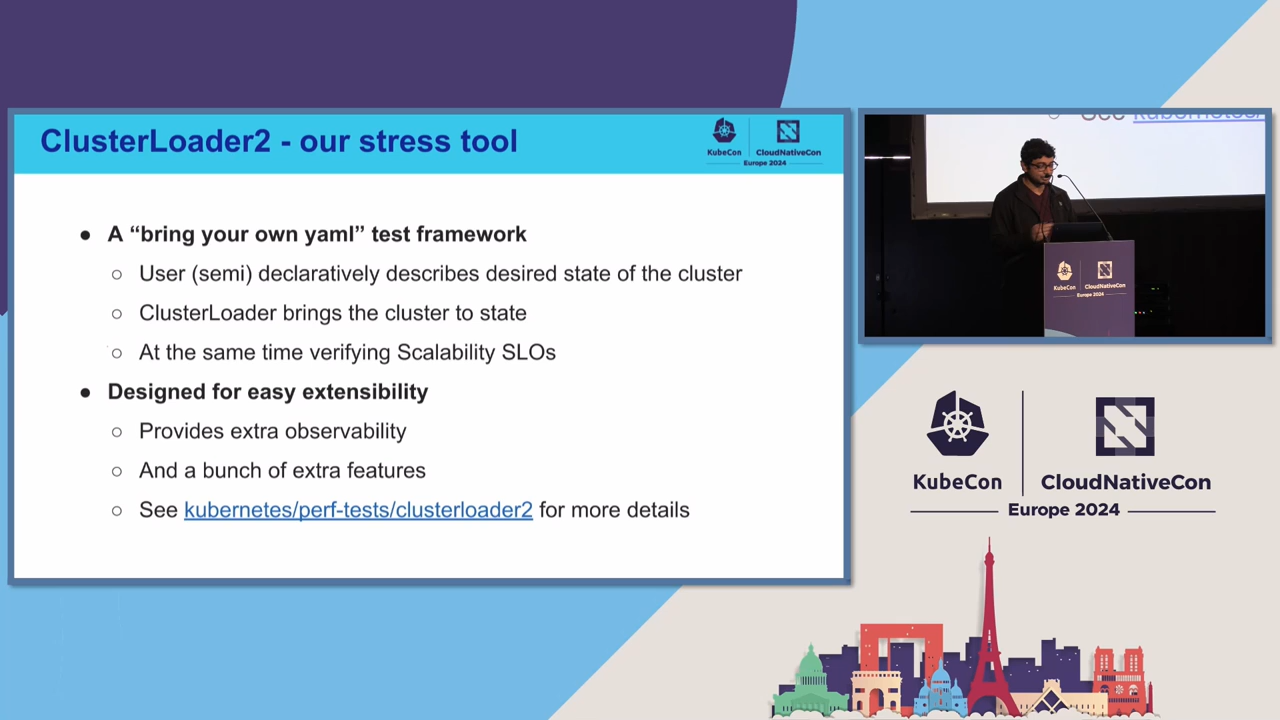 ClusterLoader2 - our stress tool
KubeCon
CloudNativeCon
Europe 2024
● A “bring your own yaml” test framework
○ User (semi) declaratively describes desired state of the cluster
○ ClusterLoader brings the cluster to state
○ At the same time verifying Scalability SLOs
● Designed for easy extensibility
○ Provides extra observability
○ And a bunch of extra features
○ See kubernetes/perf-tests/clusterloader2 for more details
○ See
KubeCon
CloudNativeCon
Europe 2024
KubeCon
CloudNativeCon
Europe 2024